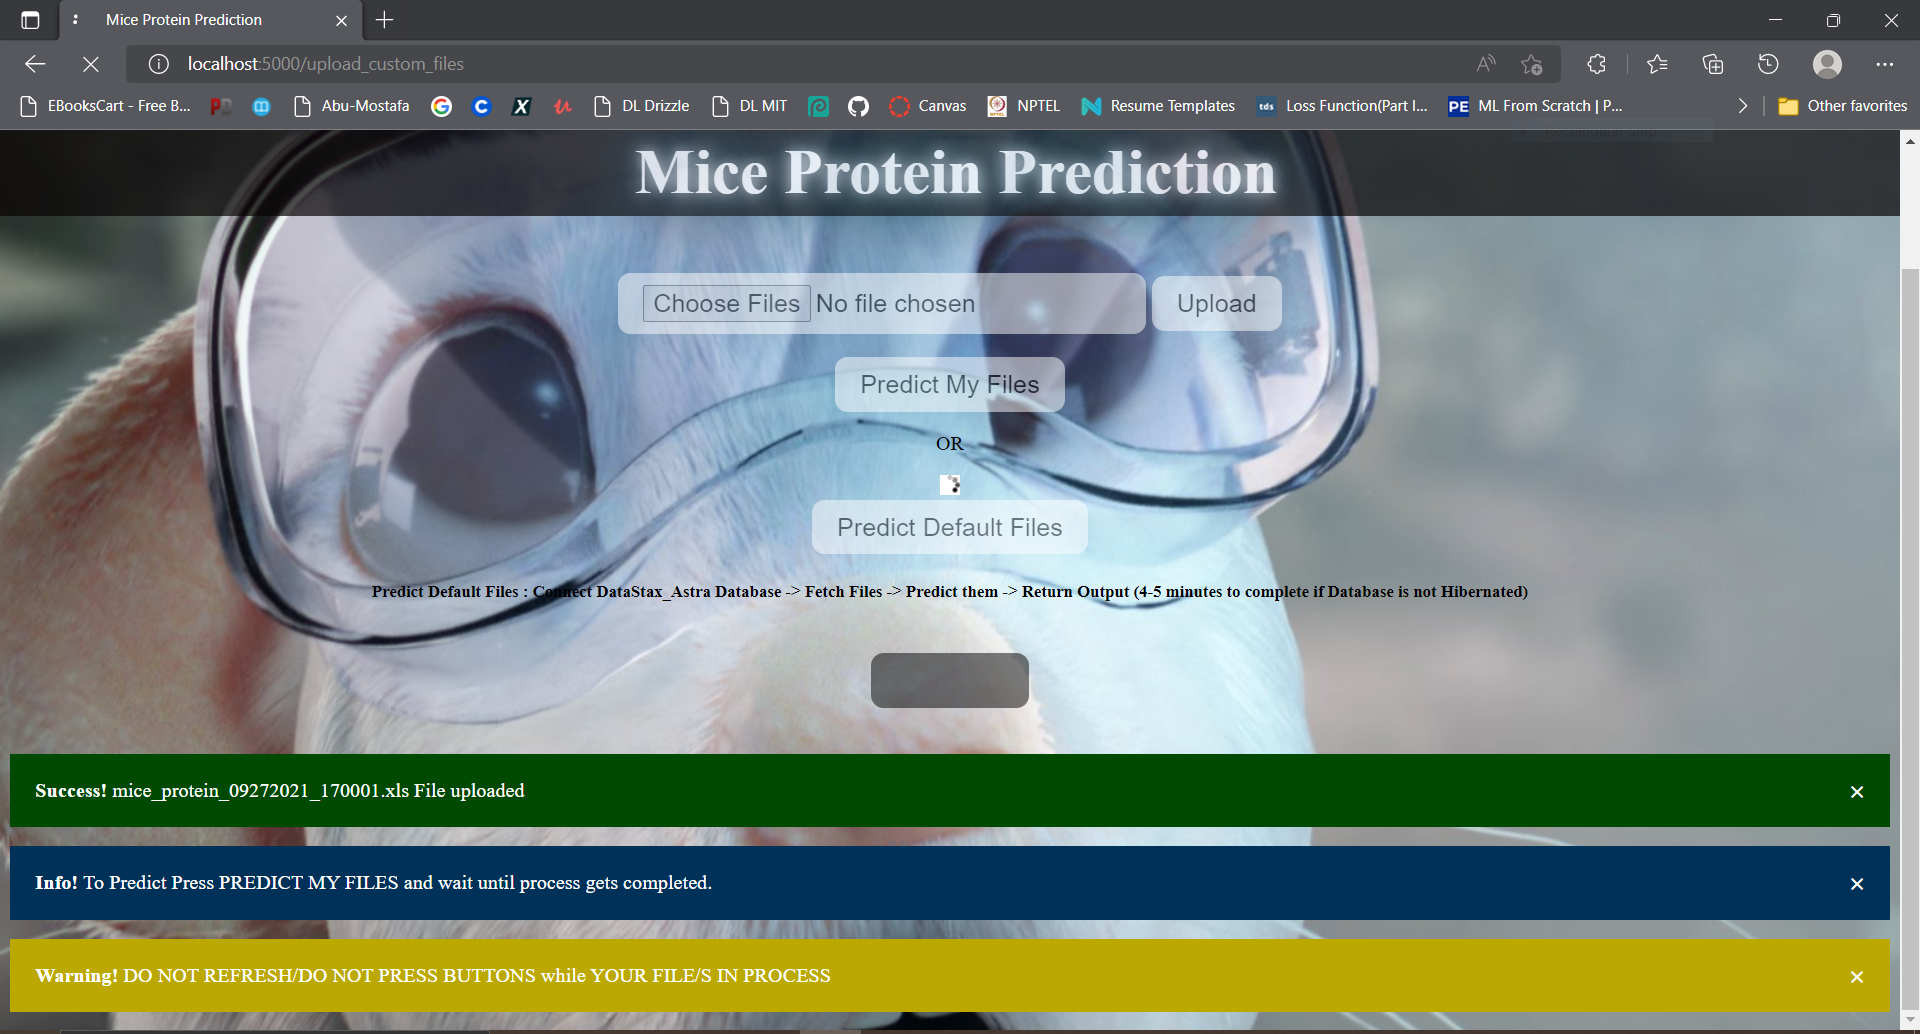 Mice Protein Prediction
localhost:5000/upload_custom_files
EBooksCart - Free B... Abu-Mostafa DL Drizzle DL MIT Canvas NPTEL Resume Templates tds Loss Function(Part I... PE ML From Scratch | P... Other favorites
Mice Protein Prediction
Choose Files No file chosen Upload
Predict My Files
OR
Predict Default Files
Predict Default Files : Connect DataStax_Astra Database -> Fetch Files -> Predict them -> Return Output (4-5 minutes to complete if Database is not Hibernated)
Success! mice_protein_09272021_170001.xls File uploaded
Info! To Predict Press PREDICT MY FILES and wait until process gets completed.
Warning! DO NOT REFRESH/DO NOT PRESS BUTTONS while YOUR FILE/S IN PROCESS